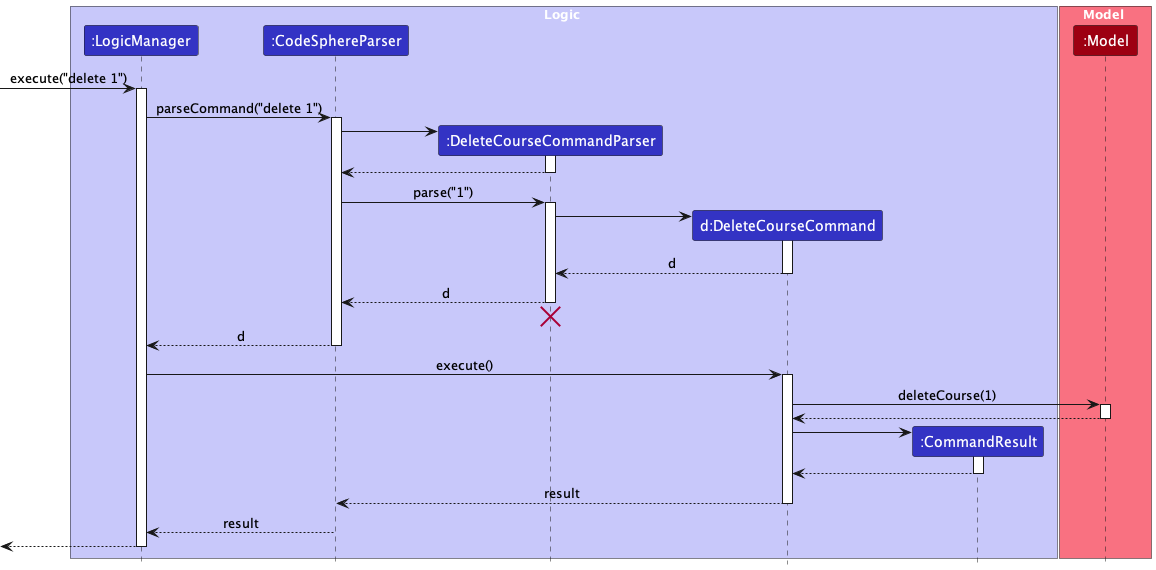 Logic
Model
:LogicManager
:CodeSphereParser
:Model
execute("delete 1")
parseCommand("delete 1")
:DeleteCourseCommandParser
parse("1")
d:DeleteCourseCommand
d
d
d
execute()
deleteCourse(1)
:CommandResult
result
result